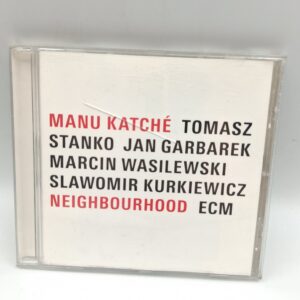 MANU KATCHÉ TOMASZ
STANKO JAN GARBAREK
MARCIN WASILEWSKI
SLAWOMIR KURKIEWICZ
NEIGHBOURHOOD ECM